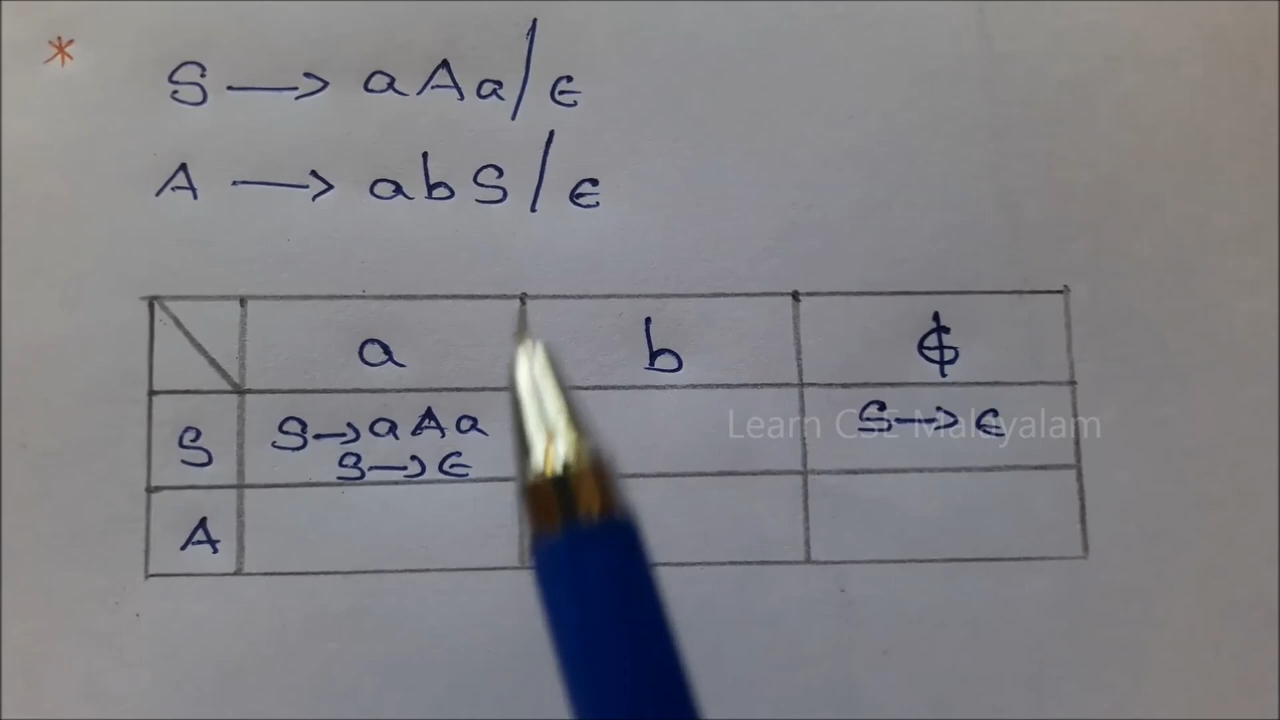 *
S → aAa/ϵ
A → abS/ϵ
a b $
S S→aAa S→ϵ
S→ϵ
A
Learn CSE Malayalam